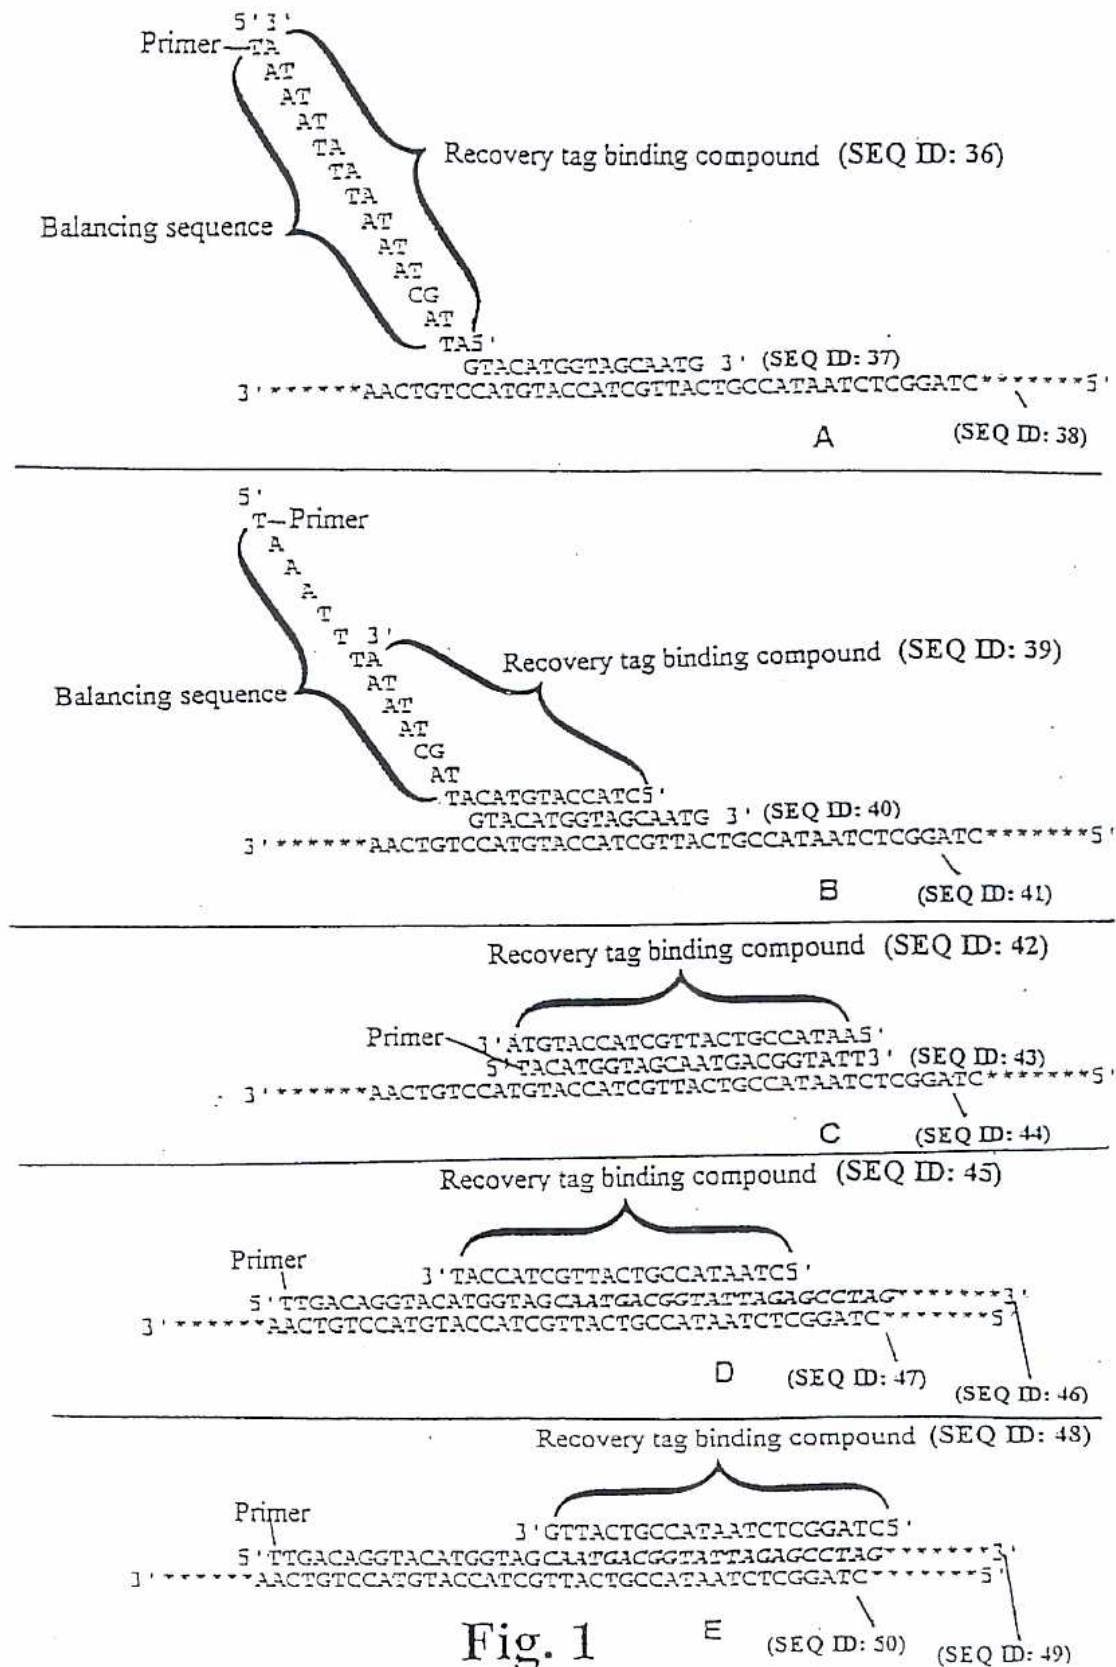 5'3'
Primer TA
AT
AT
AT
TA
Recovery tag binding compound (SEQ ID: 36)
TA
TA
AT
Balancing sequence
AT
AT
CG
AT
TA5'
GTACATGGTAGCAATG 3' (SEQ ID: 37)
3'******AACTGTCCATGTACCATCGTTACTGCCATAATCTCGGATC*******5'
A (SEQ ID: 38)
5'
T Primer
A
A
A
T
T 3'
TA
Recovery tag binding compound (SEQ ID: 39)
AT
Balancing sequence
AT
AT
CG
AT
TACATGTACCATC5'
GTACATGGTAGCAATG 3' (SEQ ID: 40)
3'******AACTGTCCATGTACCATCGTTACTGCCATAATCTCGGATC*******5'
B (SEQ ID: 41)
Recovery tag binding compound (SEQ ID: 42)
Primer 3'ATGTACCATCGTTACTGCCATAA5'
5'TACATGGTAGCAATGACGGTATT3' (SEQ ID: 43)
3'******AACTGTCCATGTACCATCGTTACTGCCATAATCTCGGATC*******5'
C (SEQ ID: 44)
Recovery tag binding compound (SEQ ID: 45)
Primer 3'TACCATCGTTACTGCCATAATC5'
5'TTGACAGGTACATGGTAGCAATGACGGTATTAGAGCCTAG*******3'
3'******AACTGTCCATGTACCATCGTTACTGCCATAATCTCGGATC*******5'
D (SEQ ID: 47) (SEQ ID: 46)
Recovery tag binding compound (SEQ ID: 48)
Primer 3'GTTACTGCCATAATCTCGGATC5'
5'TTGACAGGTACATGGTAGCAATGACGGTATTAGAGCCTAG*******3'
3'******AACTGTCCATGTACCATCGTTACTGCCATAATCTCGGATC*******5'
Fig. 1 E (SEQ ID: 50) (SEQ ID: 49)